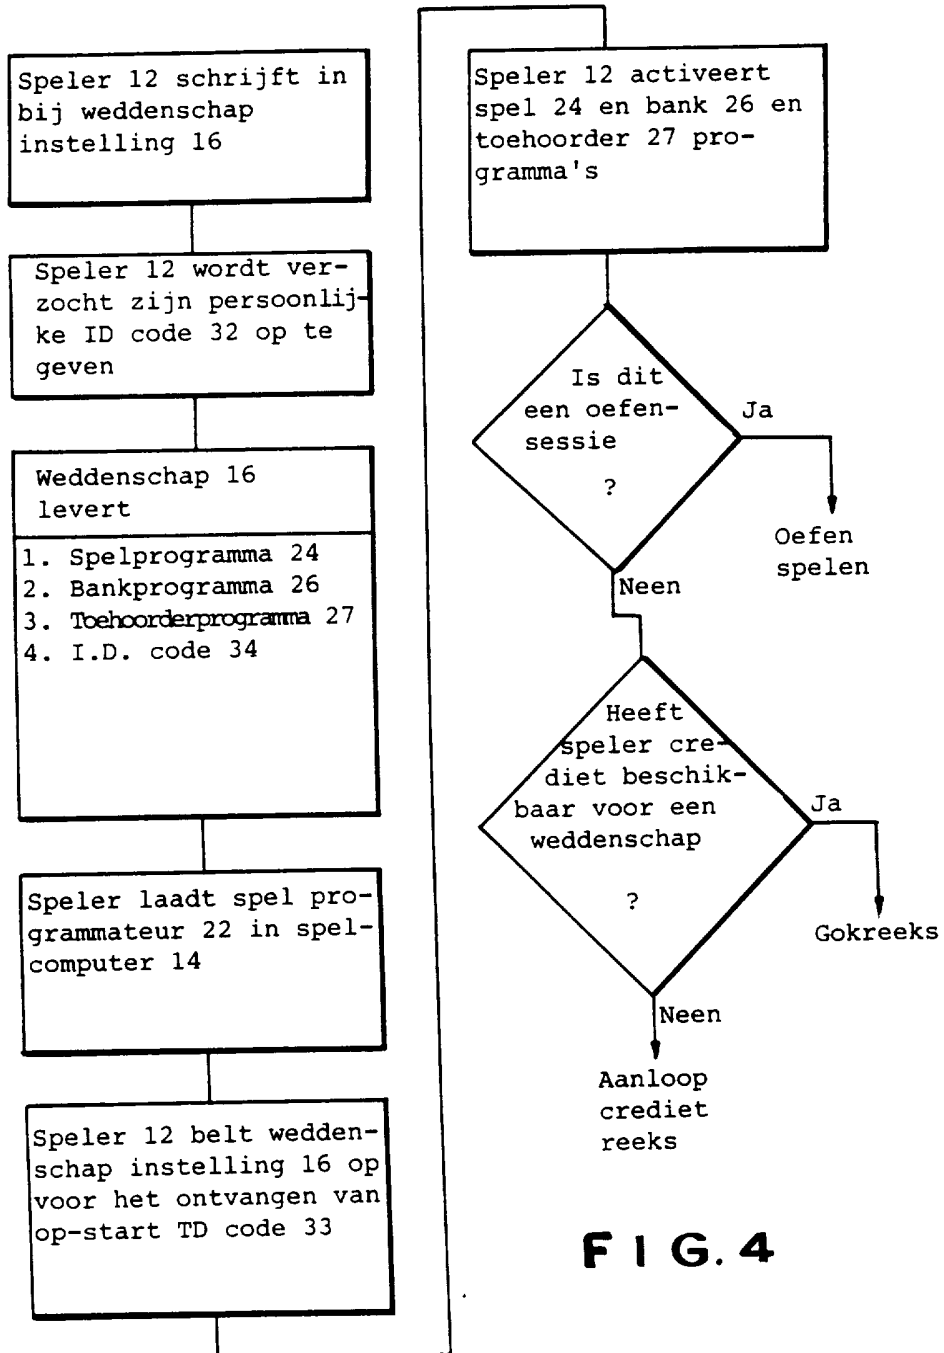 Speler 12 schrijft in
bij weddenschap
instelling 16
Speler 12 wordt ver-
zocht zijn persoonlij-
ke ID code 32 op te
geven
Weddenschap 16
levert
1. Spelprogramma 24
2. Bankprogramma 26
3. Toehoorderprogramma 27
4. I.D. code 34
Speler laadt spel pro-
grammateur 22 in spel-
computer 14
Speler 12 belt wedden-
schap instelling 16 op
voor het ontvangen van
op-start TD code 33
Speler 12 activeert
spel 24 en bank 26 en
toehoorder 27 pro-
gramma's
Is dit
een oefen-
sessie
?
Ja
Oefen
spelen
Neen
Heeft
speler cre-
diet beschik-
baar voor een
weddenschap
?
Ja
Gokreeks
Neen
Aanloop
crediet
reeks
FIG. 4